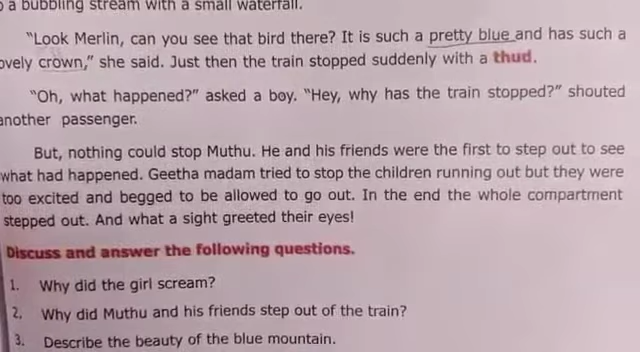 a bubbling stream with a small waterfall.
"Look Merlin, can you see that bird there? It is such a pretty blue and has such a
crown," she said. Just then the train stopped suddenly with a thud.
"Oh, what happened?" asked a boy. "Hey, why has the train stopped?" shouted
another passenger.
But, nothing could stop Muthu. He and his friends were the first to step out to see
what had happened. Geetha madam tried to stop the children running out but they were
too excited and begged to be allowed to go out. In the end the whole compartment
stepped out. And what a sight greeted their eyes!
Discuss and answer the following questions.
1. Why did the girl scream?
2. Why did Muthu and his friends step out of the train?
3. Describe the beauty of the blue mountain.